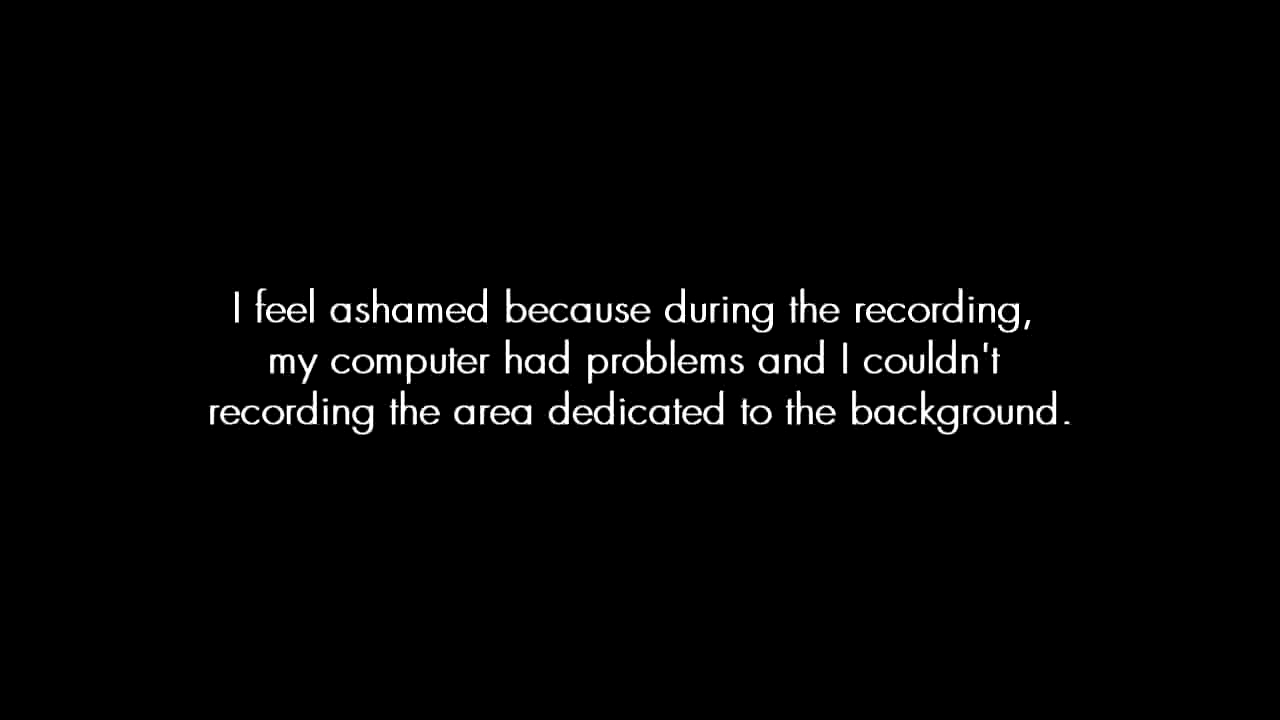 I feel ashamed because during the recording,
my computer had problems and I couldn't
recording the area dedicated to the background.